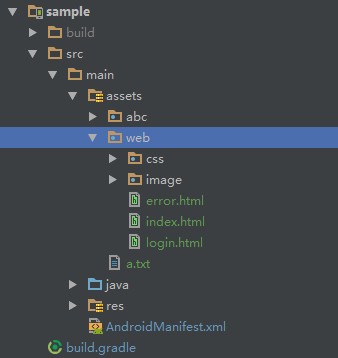 sample
build
src
main
assets
abc
web
css
image
error.html
index.html
login.html
a.txt
java
res
AndroidManifest.xml
build.gradle